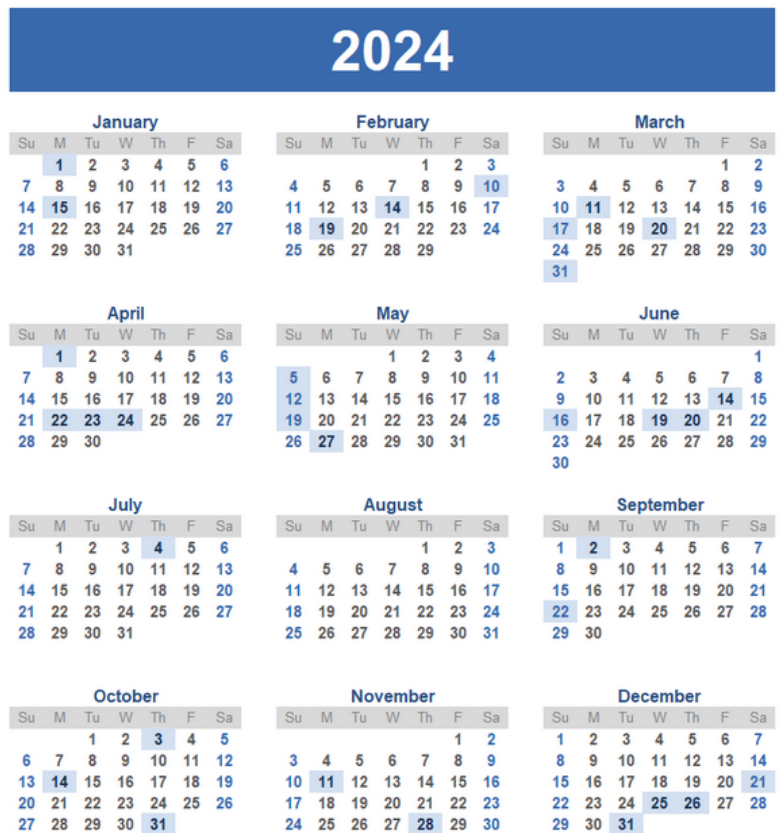 2024
January February March
Su M Tu W Th F Sa Su M Tu W Th F Sa Su M Tu W Th F Sa
1 2 3 4 5 6 1 2 3 1 2
7 8 9 10 11 12 13 4 5 6 7 8 9 10 3 4 5 6 7 8 9
14 15 16 17 18 19 20 11 12 13 14 15 16 17 10 11 12 13 14 15 16
21 22 23 24 25 26 27 18 19 20 21 22 23 24 17 18 19 20 21 22 23
28 29 30 31 25 26 27 28 29 24 25 26 27 28 29 30
31
April May June
Su M Tu W Th F Sa Su M Tu W Th F Sa Su M Tu W Th F Sa
1 2 3 4 5 6 1 2 3 4 1
7 8 9 10 11 12 13 5 6 7 8 9 10 11 2 3 4 5 6 7 8
14 15 16 17 18 19 20 12 13 14 15 16 17 18 9 10 11 12 13 14 15
21 22 23 24 25 26 27 19 20 21 22 23 24 25 16 17 18 19 20 21 22
28 29 30 26 27 28 29 30 31 23 24 25 26 27 28 29
30
July August September
Su M Tu W Th F Sa Su M Tu W Th F Sa Su M Tu W Th F Sa
1 2 3 4 5 6 1 2 3 1 2 3 4 5 6 7
7 8 9 10 11 12 13 4 5 6 7 8 9 10 8 9 10 11 12 13 14
14 15 16 17 18 19 20 11 12 13 14 15 16 17 15 16 17 18 19 20 21
21 22 23 24 25 26 27 18 19 20 21 22 23 24 22 23 24 25 26 27 28
28 29 30 31 25 26 27 28 29 30 31 29 30
October November December
Su M Tu W Th F Sa Su M Tu W Th F Sa Su M Tu W Th F Sa
1 2 3 4 5 1 2 1 2 3 4 5 6 7
6 7 8 9 10 11 12 3 4 5 6 7 8 9 8 9 10 11 12 13 14
13 14 15 16 17 18 19 10 11 12 13 14 15 16 15 16 17 18 19 20 21
20 21 22 23 24 25 26 17 18 19 20 21 22 23 22 23 24 25 26 27 28
27 28 29 30 31 24 25 26 27 28 29 30 29 30 31